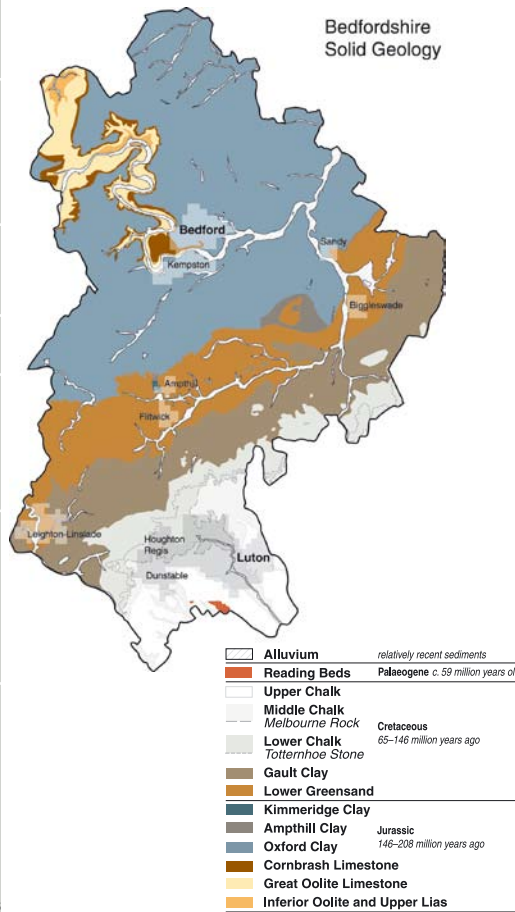 Bedfordshire
Solid Geology
Bedford
Kempston
Sandy
Biggleswade
Ampthill
Flitwick
Leighton-Linslade
Houghton
Regis
Luton
Dunstable
Alluvium relatively recent sediments
Reading Beds Palaeogene c. 59 million years ol
Upper Chalk
Middle Chalk
Melbourne Rock
Cretaceous
65–146 million years ago
Lower Chalk
Totternhoe Stone
Gault Clay
Lower Greensand
Kimmeridge Clay
Ampthill Clay
Jurassic
146–208 million years ago
Oxford Clay
Cornbrash Limestone
Great Oolite Limestone
Inferior Oolite and Upper Lias